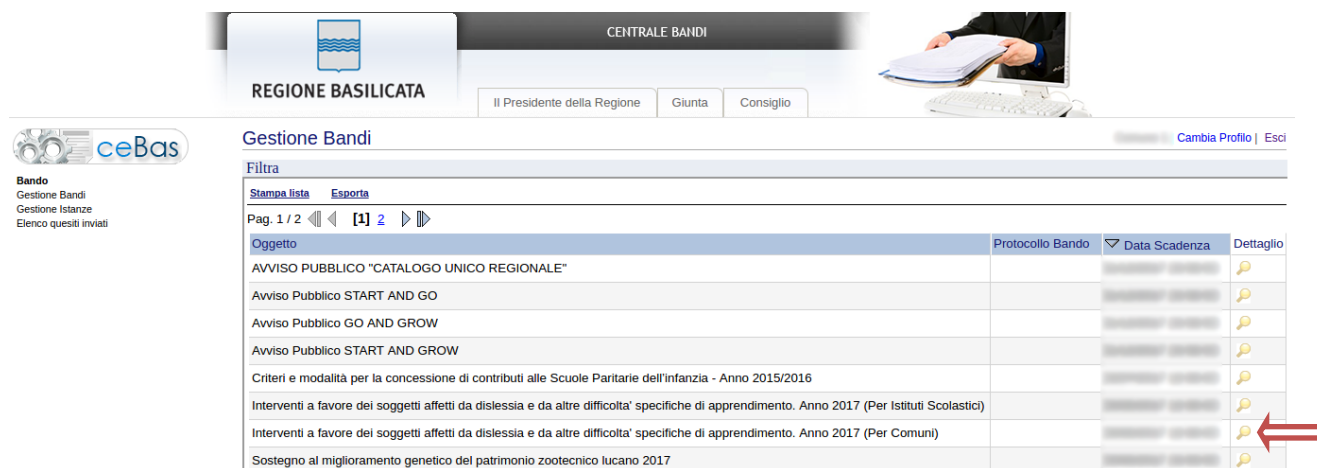 CENTRALE BANDI
REGIONE BASILICATA
Il Presidente della Regione Giunta Consiglio
ceBas
Gestione Bandi
Cambia Profilo | Esci
Filtra
Bando
Gestione Bandi
Gestione Istanze
Elenco quesiti inviati
Stampa lista Esporta
Pag. 1 / 2 [1] 2
Oggetto Protocollo Bando Data Scadenza Dettaglio
AVVISO PUBBLICO "CATALOGO UNICO REGIONALE"
Avviso Pubblico START AND GO
Avviso Pubblico GO AND GROW
Avviso Pubblico START AND GROW
Criteri e modalità per la concessione di contributi alle Scuole Paritarie dell'infanzia - Anno 2015/2016
Interventi a favore dei soggetti affetti da dislessia e da altre difficolta' specifiche di apprendimento. Anno 2017 (Per Istituti Scolastici)
Interventi a favore dei soggetti affetti da dislessia e da altre difficolta' specifiche di apprendimento. Anno 2017 (Per Comuni)
Sostegno al miglioramento genetico del patrimonio zootecnico lucano 2017